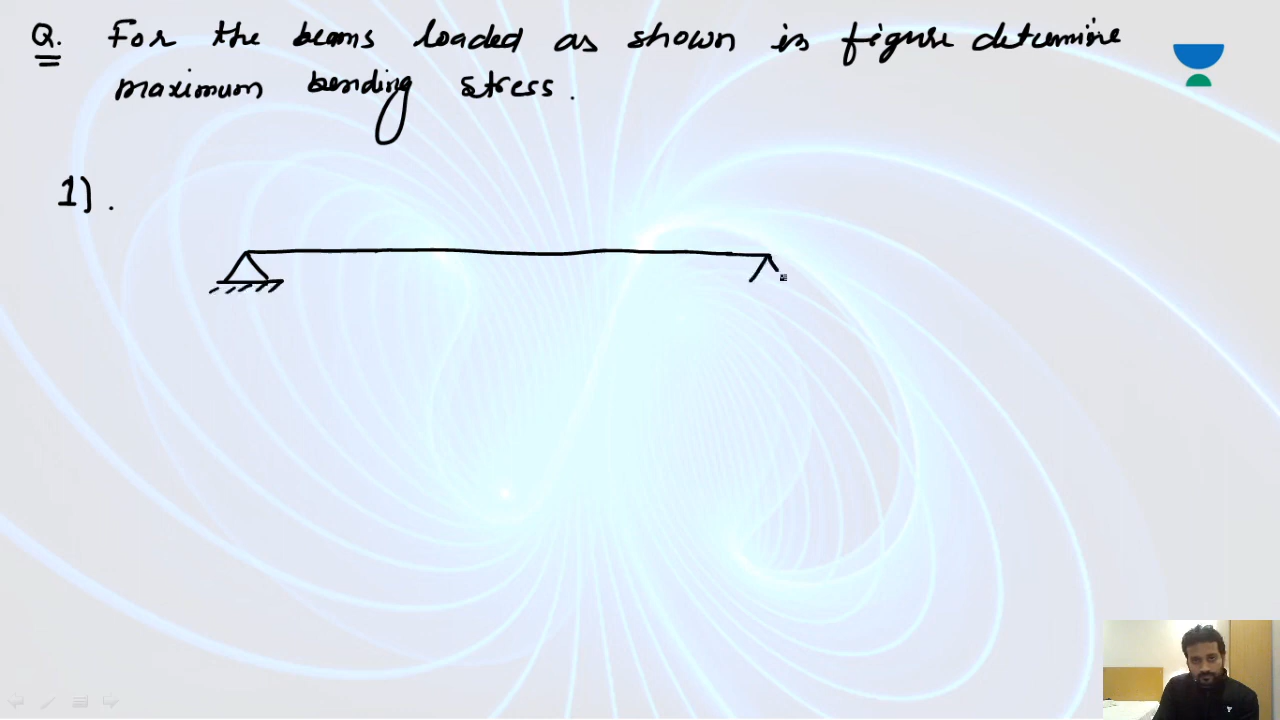 Q. For the beams loaded as shown in figure determine
maximum bending stress.
1).